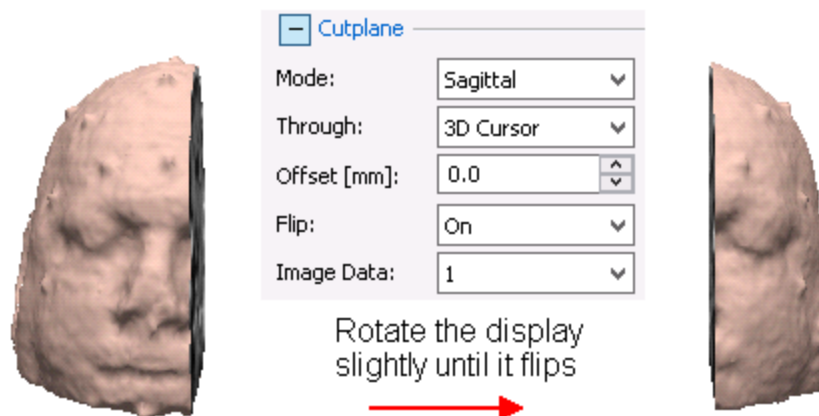 Cutplane
Mode: Sagittal
Through: 3D Cursor
Offset [mm]: 0.0
Flip: On
Image Data: 1
Rotate the display
slightly until it flips